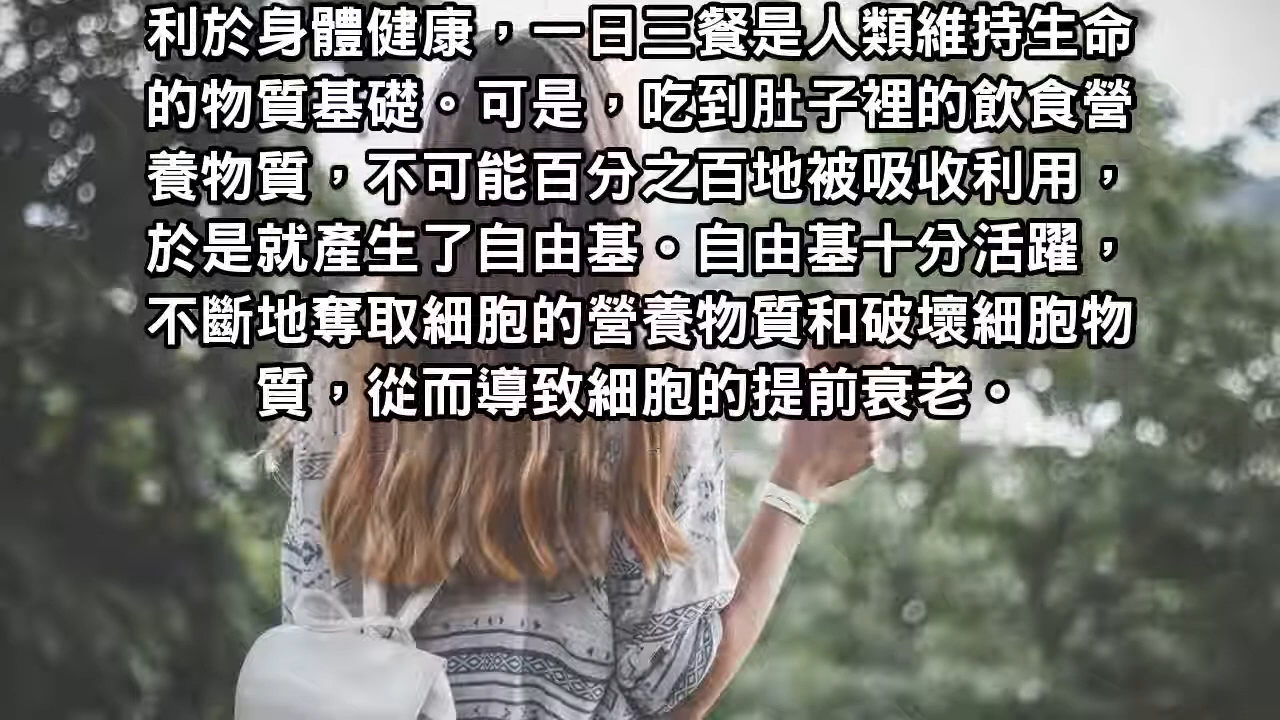 利於身體健康，一日三餐是人類維持生命
的物質基礎。可是，吃到肚子裡的飲食營
養物質，不可能百分之百地被吸收利用，
於是就產生了自由基。自由基十分活躍，
不斷地奪取細胞的營養物質和破壞細胞物
質，從而導致細胞的提前衰老。